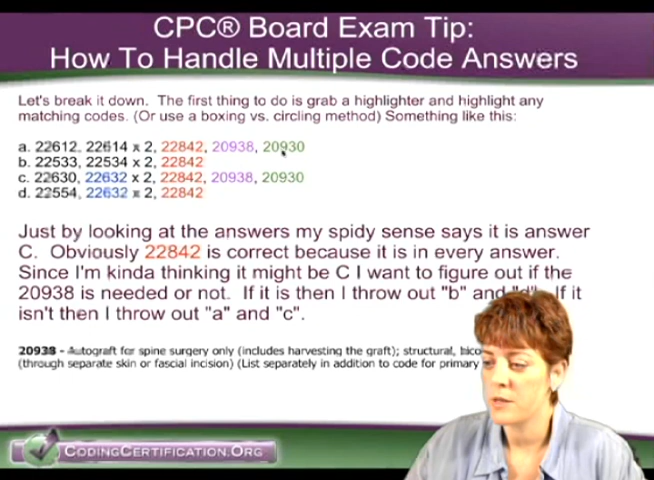 CPC® Board Exam Tip:
How To Handle Multiple Code Answers
Let's break it down. The first thing to do is grab a highlighter and highlight any
matching codes. (Or use a boxing vs. circling method) Something like this:
a. 22612, 22614 x 2, 22842, 20938, 20930
b. 22533, 22534 x 2, 22842
c. 22630, 22632 x 2, 22842, 20938, 20930
d. 22554, 22632 x 2, 22842
Just by looking at the answers my spidy sense says it is answer
C. Obviously 22842 is correct because it is in every answer.
Since I'm kinda thinking it might be C I want to figure out if the
20938 is needed or not. If it is then I throw out "b" and "d". If it
isn't then I throw out "a" and "c".
20938 - Autograft for spine surgery only (includes harvesting the graft); structural,
(through separate skin or fascial incision) (List separately in addition to code for primary
CodingCertification.Org